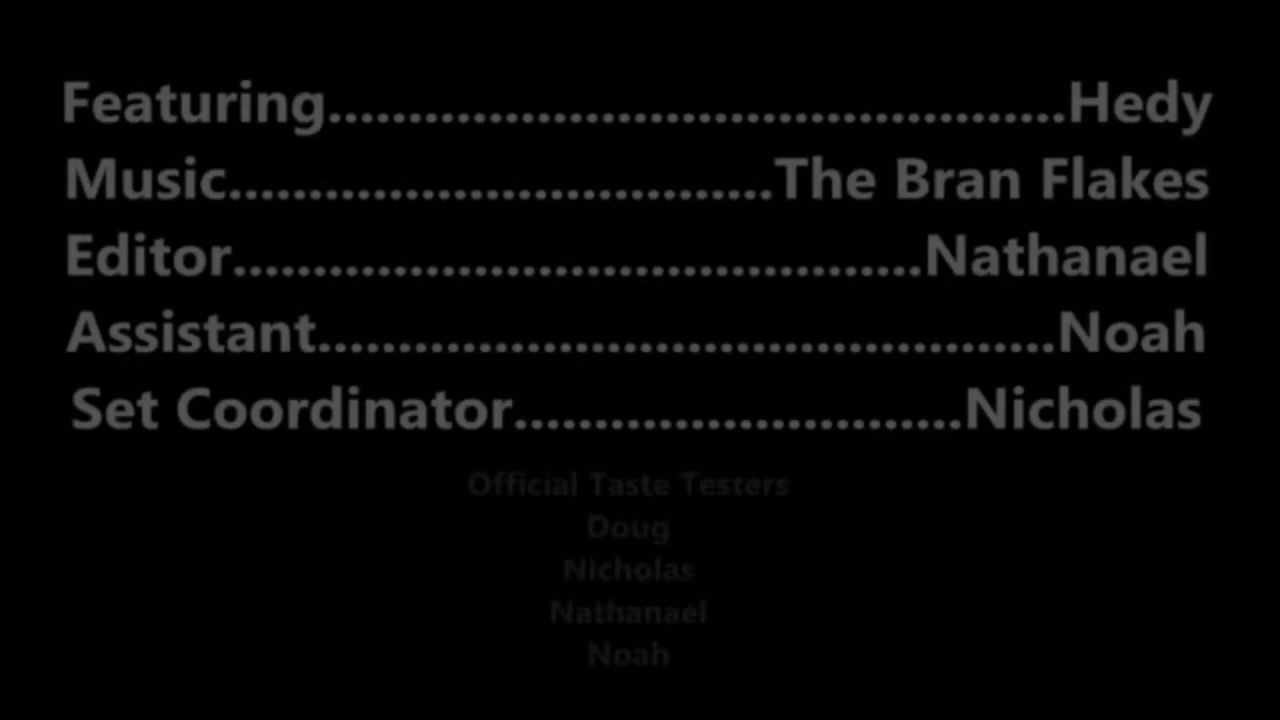 Featuring..............................................Hedy
Music..................................The Bran Flakes
Editor...........................................Nathanael
Assistant..............................................Noah
Set Coordinator............................Nicholas
Official Taste Testers
Doug
Nicholas
Nathanael
Noah